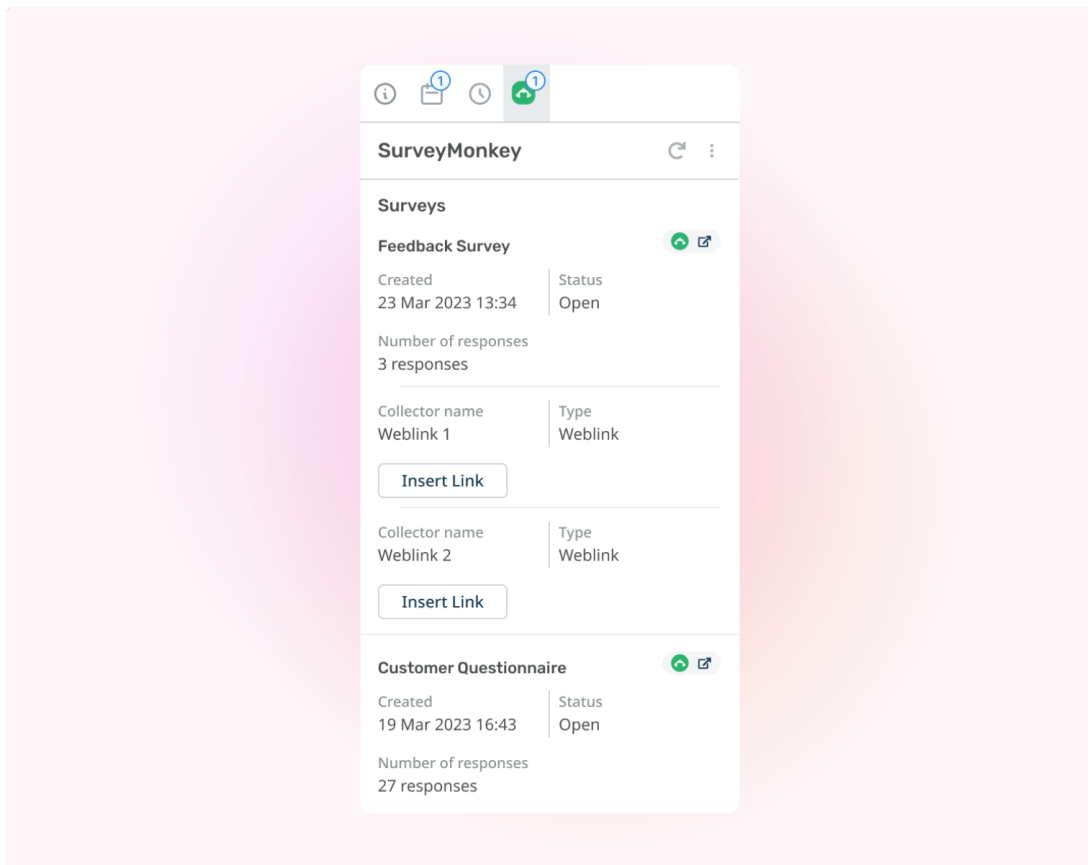 1
1
SurveyMonkey
Surveys
Feedback Survey
Created
Status
23 Mar 2023 13:34
Open
Number of responses
3 responses
Collector name
Type
Weblink 1
Weblink
Insert Link
Collector name
Type
Weblink 2
Weblink
Insert Link
Customer Questionnaire
Created
Status
19 Mar 2023 16:43
Open
Number of responses
27 responses